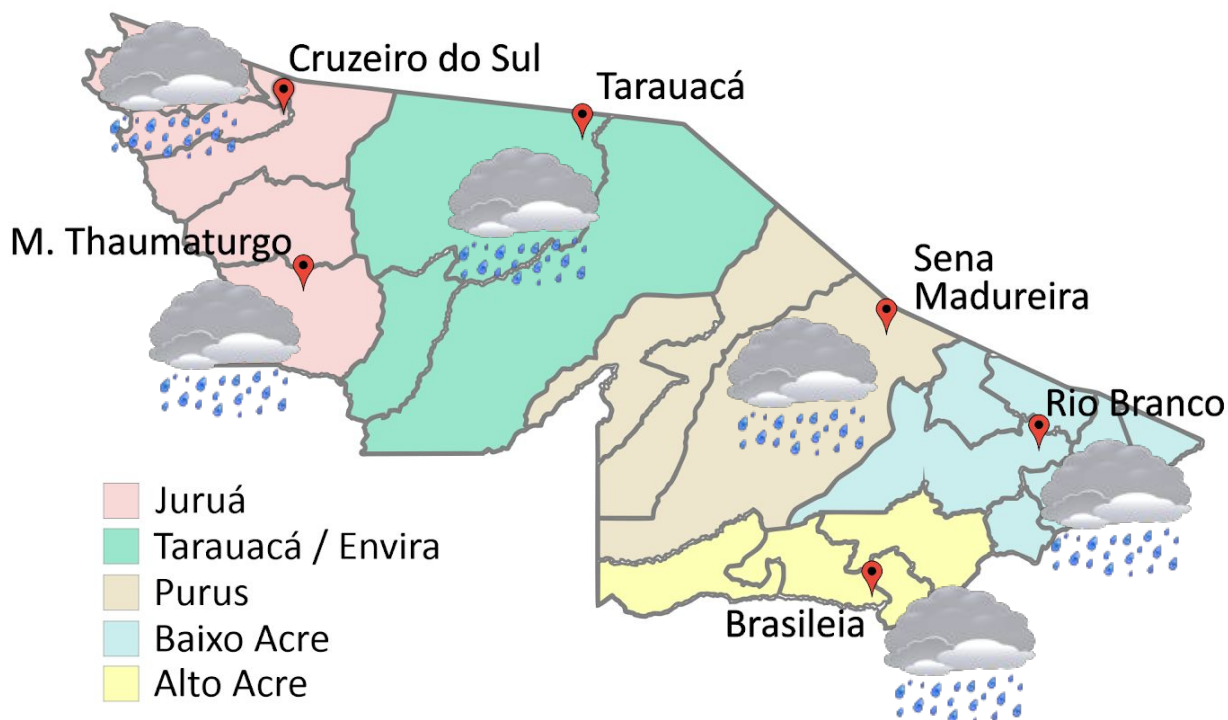 Cruzeiro do Sul
Tarauacá
M. Thaumaturgo
Sena
Madureira
Rio Branco
Brasileia
Juruá
Tarauacá / Envira
Purus
Baixo Acre
Alto Acre